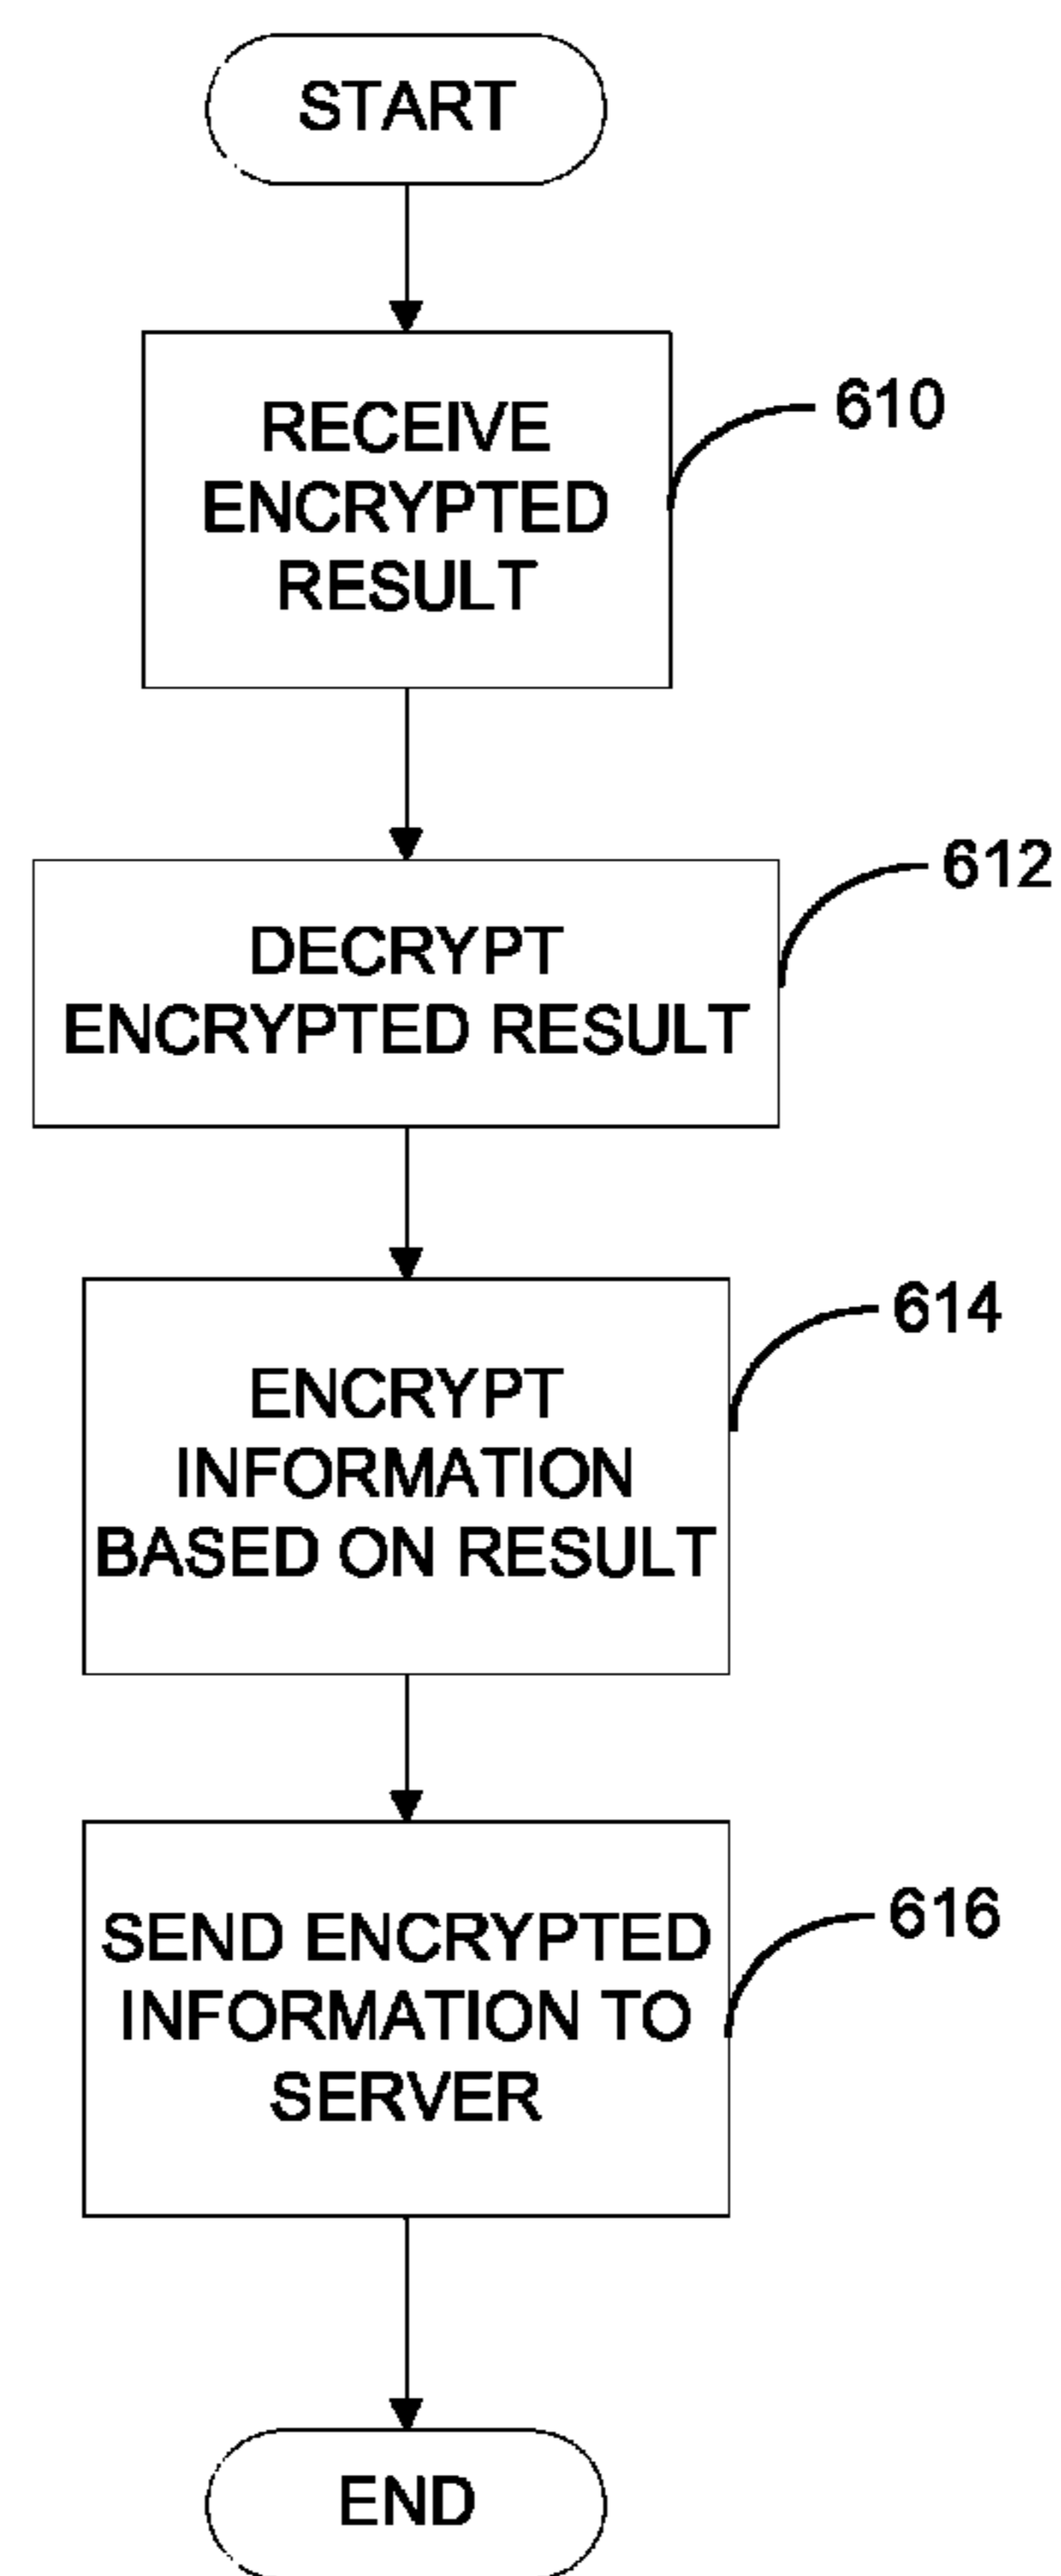 START
RECEIVE
ENCRYPTED
RESULT
610
DECRYPT
ENCRYPTED RESULT
612
ENCRYPT
INFORMATION
BASED ON RESULT
614
SEND ENCRYPTED
INFORMATION TO
SERVER
616
END